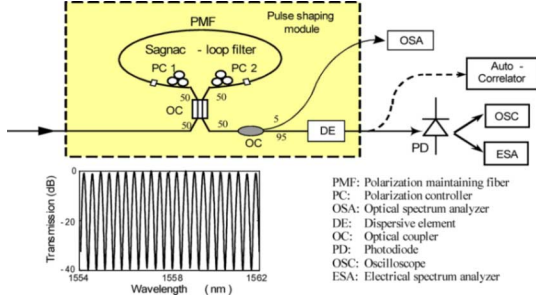 PMF
Pulse shaping
module
Sagnac - loop filter
PC 1
PC 2
OSA
Auto -
Correlator
50
50
OC
50
50
5
95
OC
DE
PD
OSC
ESA
0
-20
-40
Transmission (dB)
1554
1558
1562
Wavelength (nm)
PMF: Polarization maintaining fiber
PC: Polarization controller
OSA: Optical spectrum analyzer
DE: Dispersive element
OC: Optical coupler
PD: Photodiode
OSC: Oscilloscope
ESA: Electrical spectrum analyzer